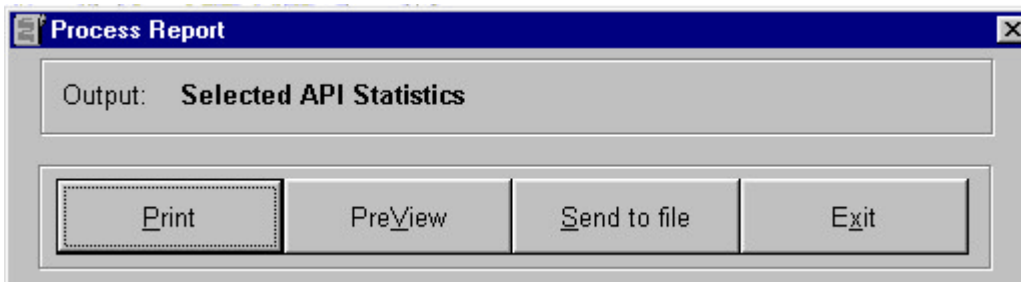 Process Report
Output: Selected API Statistics
Print PreView Send to file Exit